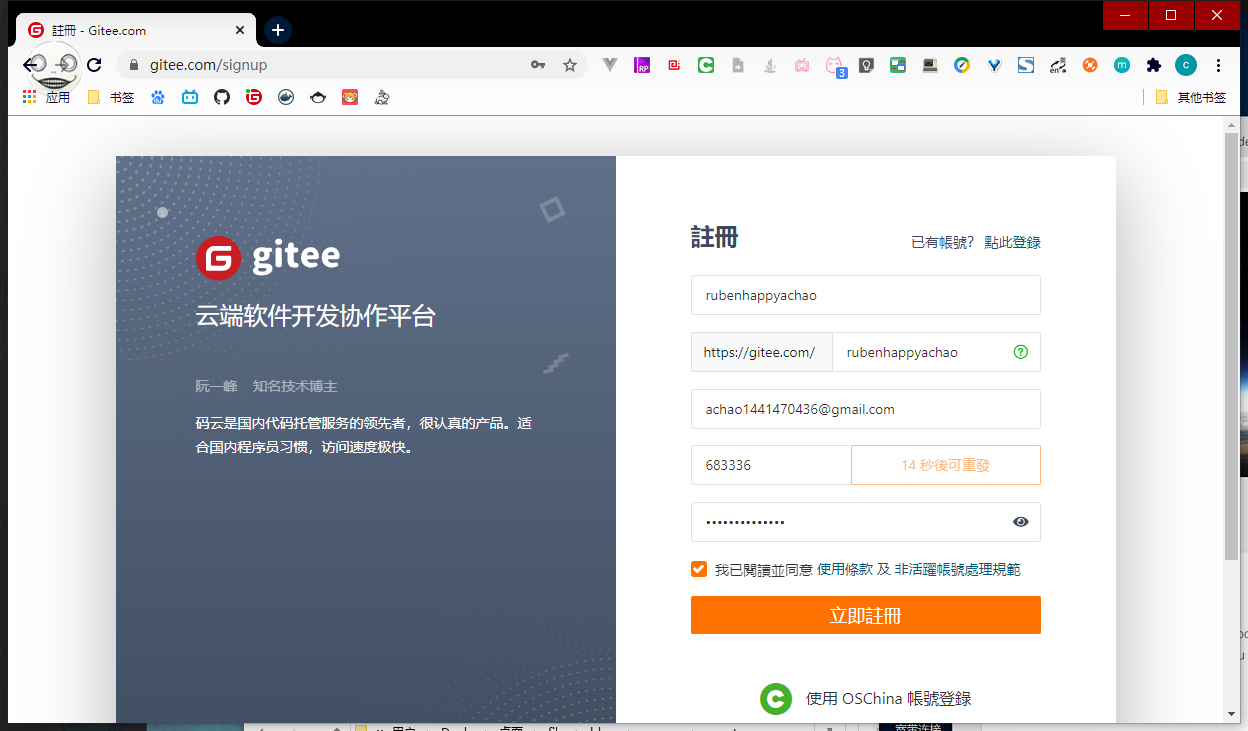 註冊 - Gitee.com
gitee.com/signup
RP
3
en
m
c
应用
书签
其他书签
gitee
云端软件开发协作平台
阮一峰 知名技术博主
码云是国内代码托管服务的领先者，很认真的产品。适
合国内程序员习惯，访问速度极快。
註冊
已有帳號? 點此登錄
rubenhappyachao
https://gitee.com/ rubenhappyachao
achao1441470436@gmail.com
683336
14 秒後可重發
••••••••••••••
我已閱讀並同意 使用條款 及 非活躍帳號處理規範
立即註冊
使用 OSChina 帳號登錄